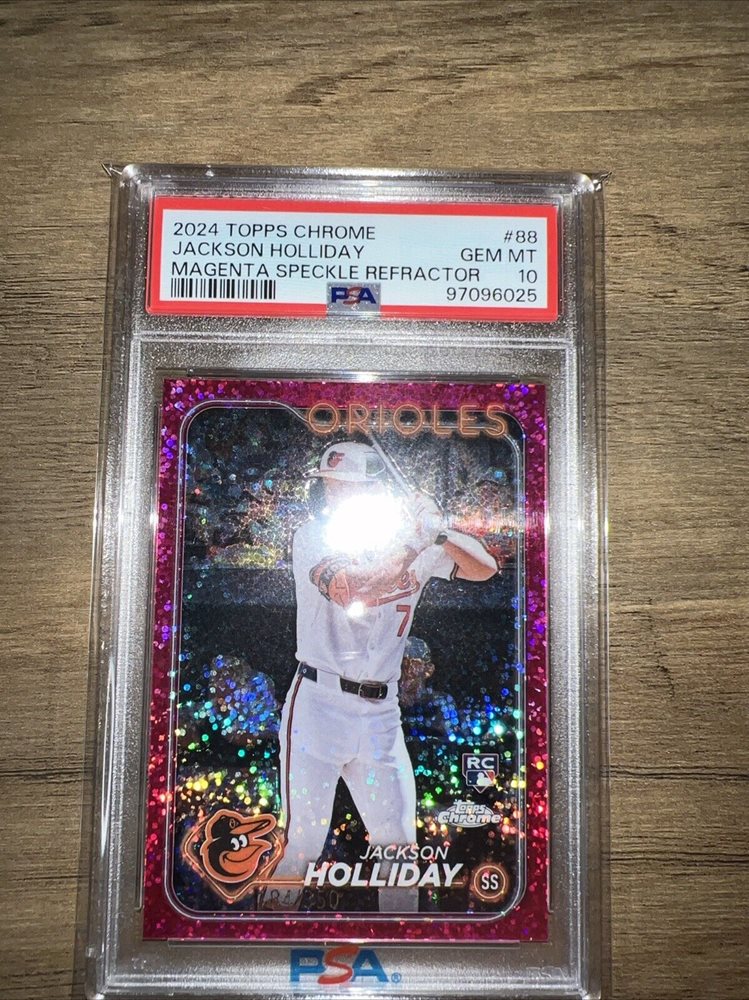 2024 TOPPS CHROME #88
JACKSON HOLLIDAY GEM MT
MAGENTA SPECKLE REFRACTOR 10
PSA 97096025
ORIOLES
7
RC
Topps
Chrome
JACKSON
HOLLIDAY
SS
PSA